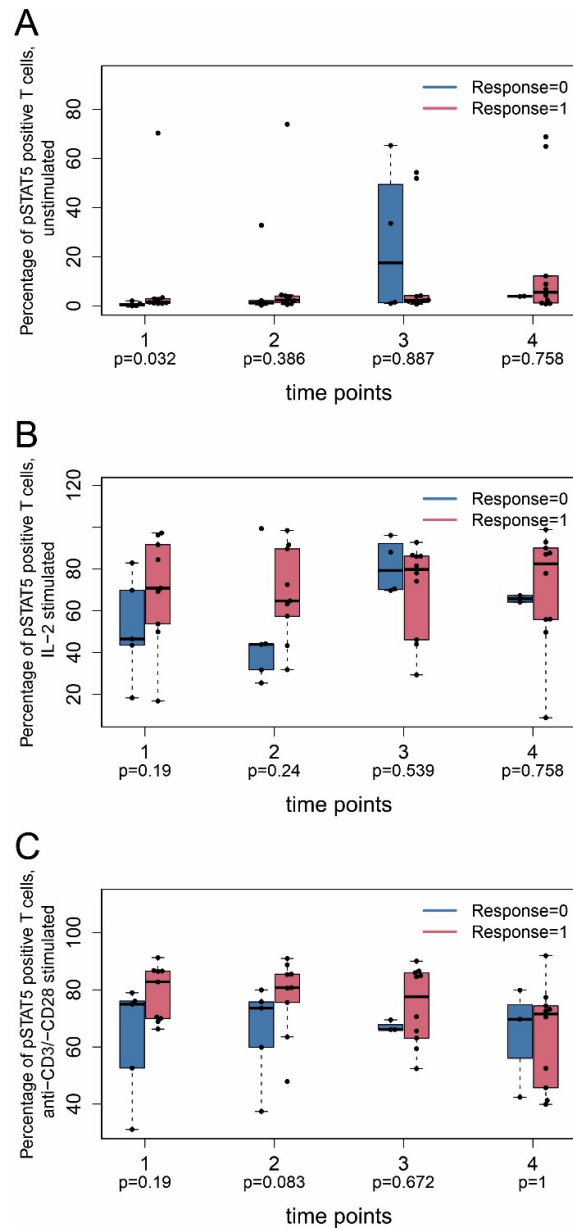 A
Percentage of pSTAT5 positive T cells,
unstimulated
Response=0
Response=1
80
60
40
20
0
1 2 3 4
p=0.032 p=0.386 p=0.887 p=0.758
time points
B
Percentage of pSTAT5 positive T cells,
IL−2 stimulated
Response=0
Response=1
120
80
60
40
20
1 2 3 4
p=0.19 p=0.24 p=0.539 p=0.758
time points
C
Percentage of pSTAT5 positive T cells,
anti−CD3/−CD28 stimulated
Response=0
Response=1
100
80
60
40
1 2 3 4
p=0.19 p=0.083 p=0.672 p=1
time points